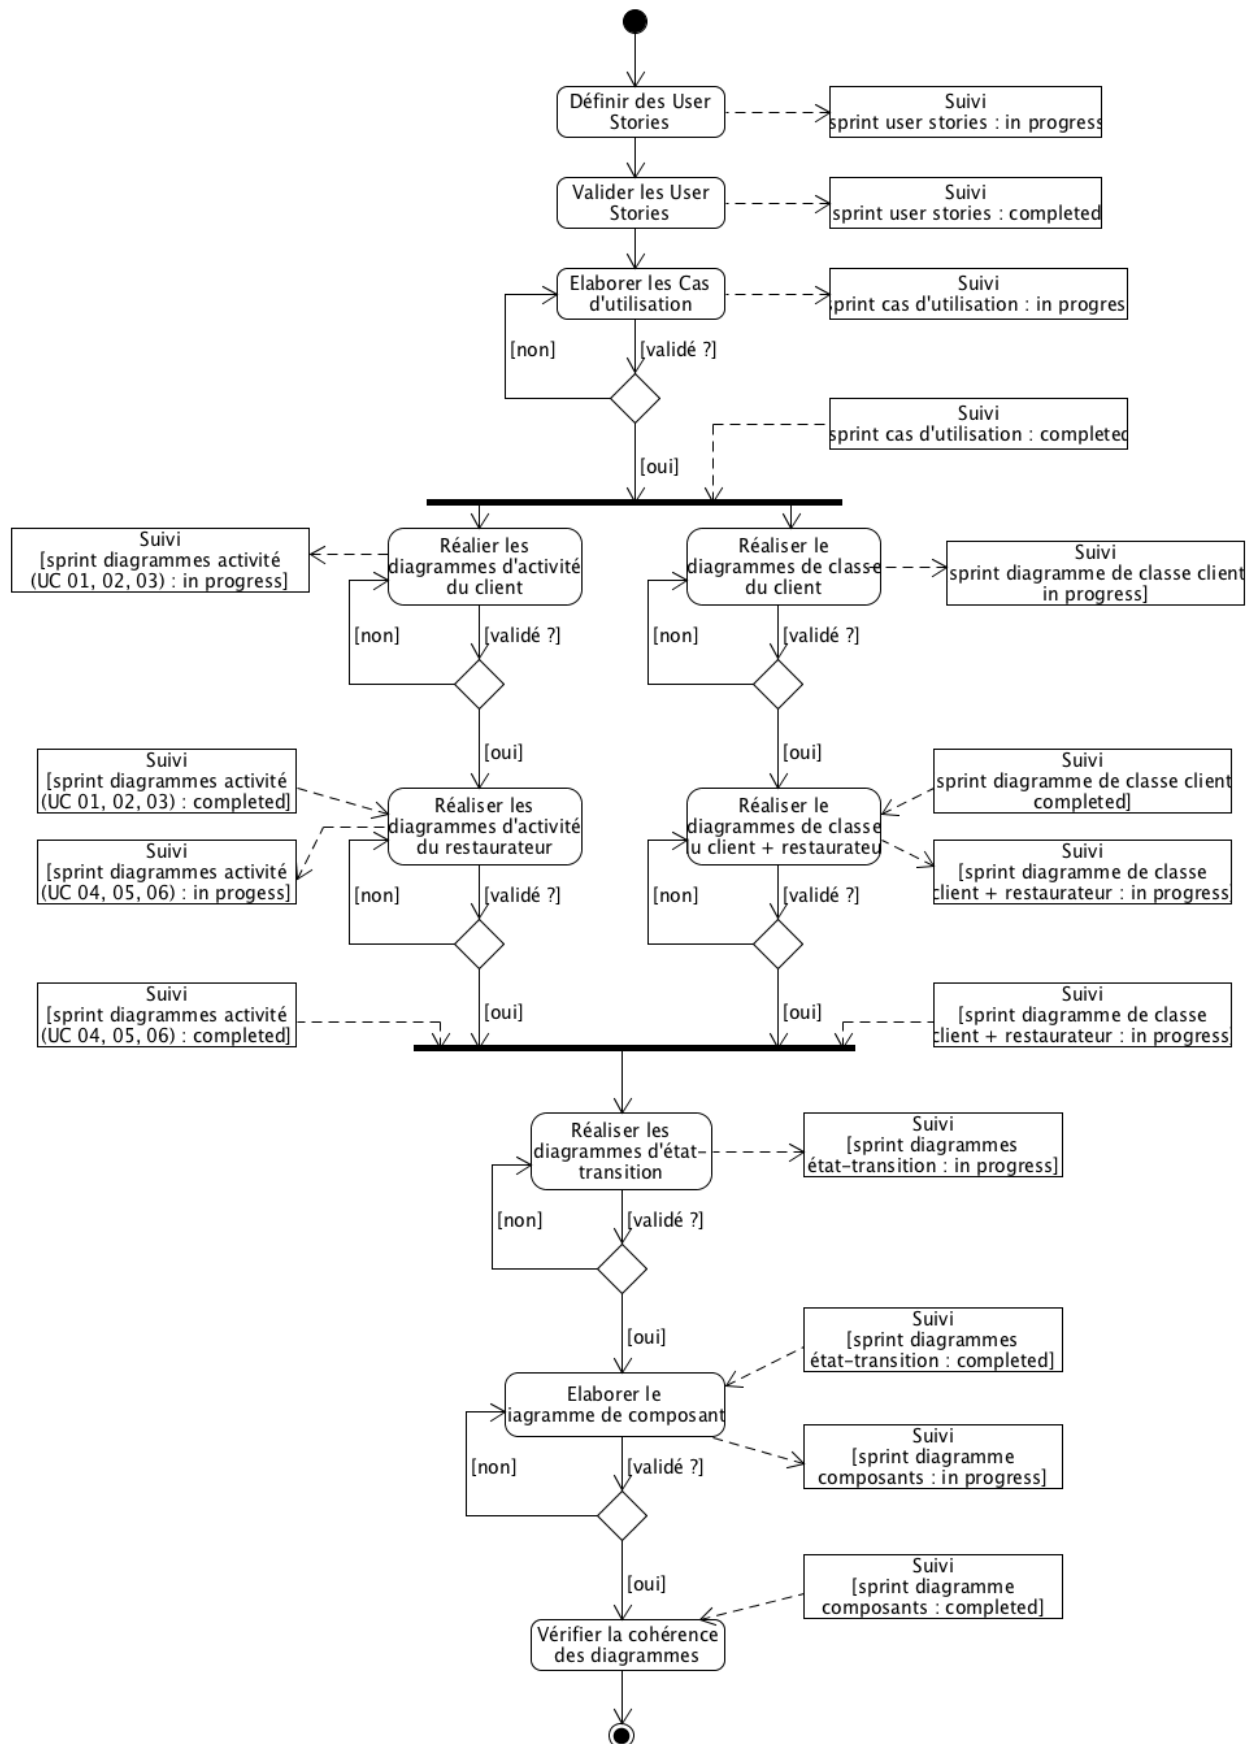 Définir des User
Stories
Suivi
sprint user stories : in progress
Valider les User
Stories
Suivi
sprint user stories : completed
Elaborer les Cas
d'utilisation
Suivi
sprint cas d'utilisation : in progres
[non]
[validé ?]
Suivi
sprint cas d'utilisation : completed
[oui]
Suivi
[sprint diagrammes activité
(UC 01, 02, 03) : in progress]
Réalier les
diagrammes d'activité
du client
Réaliser le
diagrammes de classe
du client
Suivi
sprint diagramme de classe client
in progress]
[non]
[validé ?]
[non]
[validé ?]
[oui]
[oui]
Suivi
[sprint diagrammes activité
(UC 01, 02, 03) : completed]
Réaliser les
diagrammes d'activité
du restaurateur
Réaliser le
diagrammes de classe
u client + restaurateu
Suivi
sprint diagramme de classe client
completed]
Suivi
[sprint diagrammes activité
(UC 04, 05, 06) : in progess]
Suivi
[sprint diagramme de classe
client + restaurateur : in progress
[non]
[validé ?]
[non]
[validé ?]
Suivi
[sprint diagrammes activité
(UC 04, 05, 06) : completed]
[oui]
[oui]
Suivi
[sprint diagramme de classe
client + restaurateur : in progress
Réaliser les
diagrammes d'état-
transition
Suivi
[sprint diagrammes
état-transition : in progress]
[non]
[validé ?]
[oui]
Suivi
[sprint diagrammes
état-transition : completed]
Elaborer le
iagramme de composant
Suivi
[sprint diagramme
composants : in progress]
[non]
[validé ?]
[oui]
Suivi
[sprint diagramme
composants : completed]
Vérifier la cohérence
des diagrammes